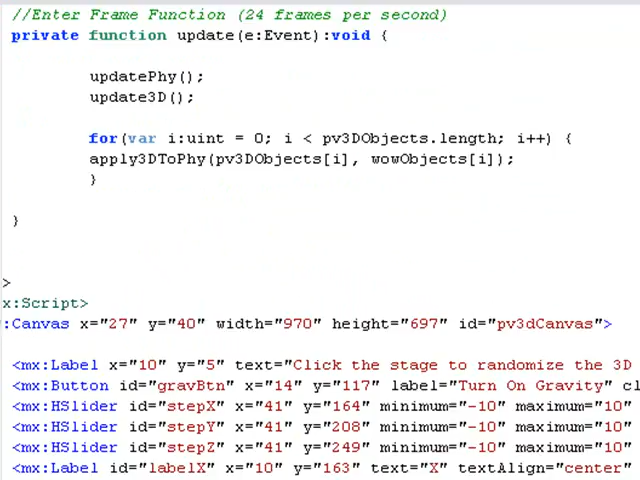 //Enter Frame Function (24 frames per second)
private function update(e:Event):void {
updatePhy();
update3D();
for(var i:uint = 0; i < pv3DObjects.length; i++) {
apply3DToPhy(pv3DObjects[i], wowObjects[i]);
}
}
>
x:Script>
:Canvas x="27" y="40" width="970" height="697" id="pv3dCanvas">
<mx:Label x="10" y="5" text="Click the stage to randomize the 3D
<mx:Button id="gravBtn" x="14" y="117" label="Turn On Gravity" cl
<mx:HSlider id="stepX" x="41" y="164" minimum="-10" maximum="10"
<mx:HSlider id="stepY" x="41" y="208" minimum="-10" maximum="10"
<mx:HSlider id="stepZ" x="41" y="249" minimum="-10" maximum="10"
<mx:Label id="labelX" x="10" y="163" text="X" textAlign="center"